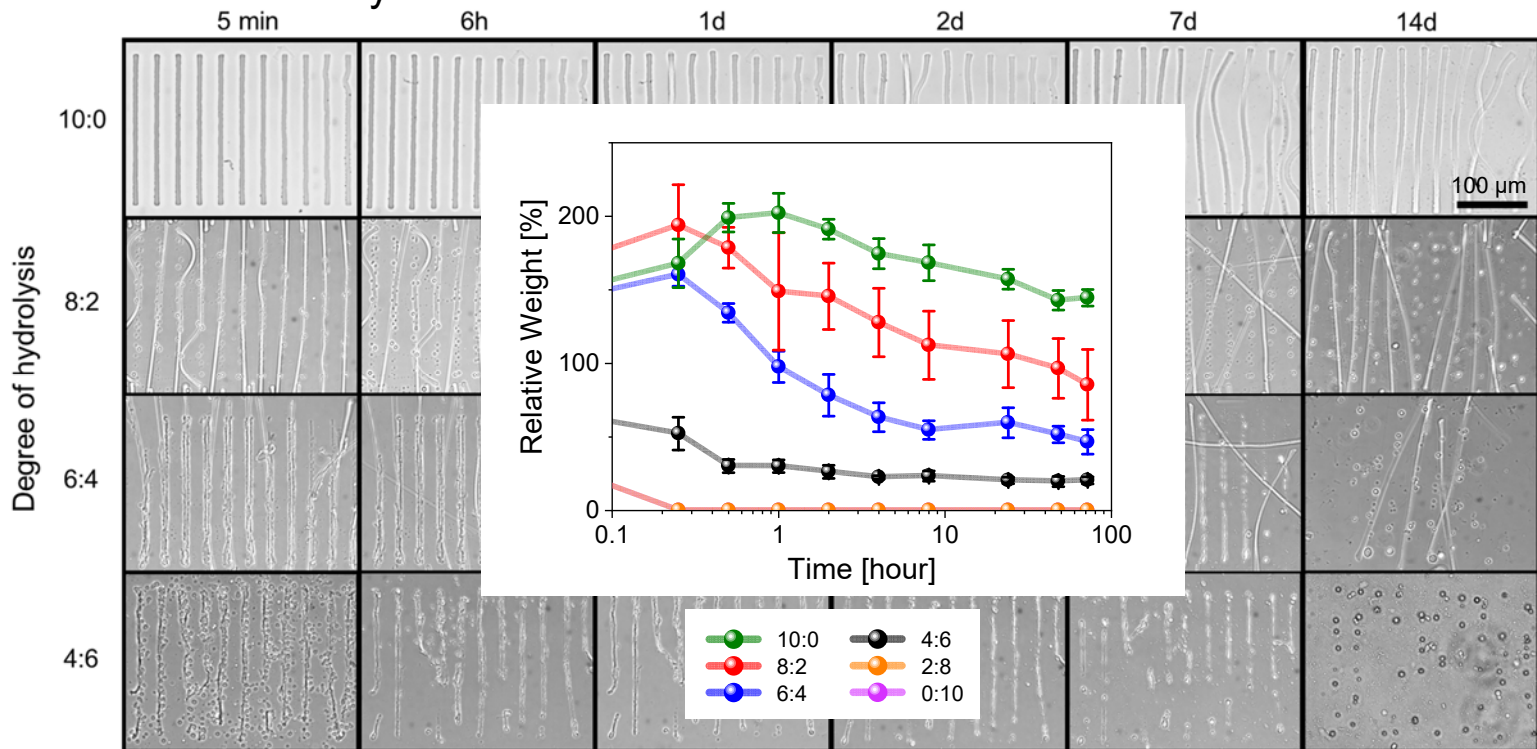 5 min 6h 1d 2d 7d 14d
10:0
100 µm
8:2
6:4
4:6
Degree of hydrolysis
Relative Weight [%]
200
100
0
0.1 1 10 100
Time [hour]
10:0 4:6
8:2 2:8
6:4 0:10